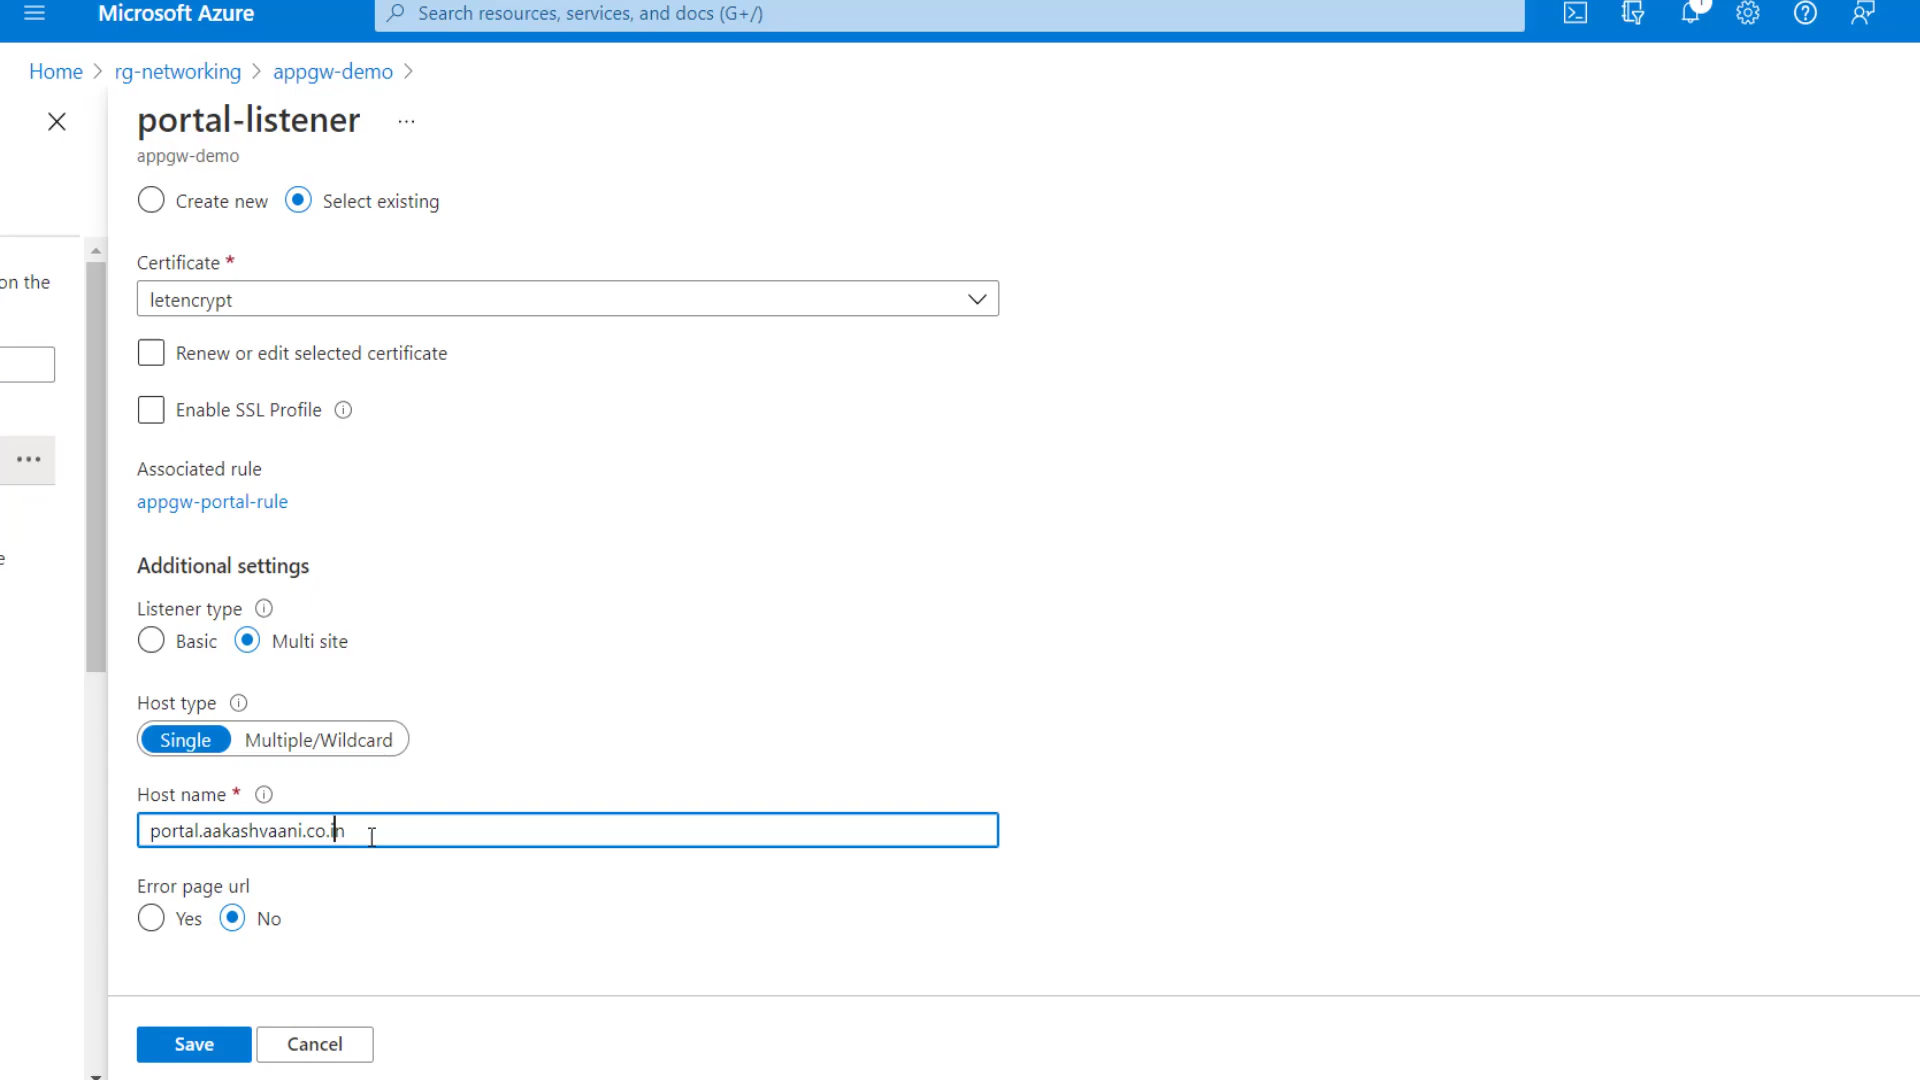 Microsoft Azure
Search resources, services, and docs (G+/)
Home > rg-networking > appgw-demo >
portal-listener ...
appgw-demo
Create new Select existing
Certificate *
on the
letencrypt
Renew or edit selected certificate
Enable SSL Profile
...
Associated rule
appgw-portal-rule
e
Additional settings
Listener type
Basic Multi site
Host type
Single Multiple/Wildcard
Host name *
portal.aakashvaani.co.in
Error page url
Yes No
Save Cancel